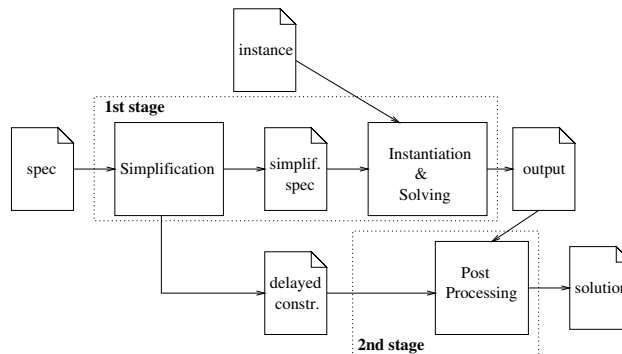 instance
1st stage
spec
Simplification
simplif.
spec
Instantiation
&
Solving
output
delayed
constr.
Post
Processing
solution
2nd stage